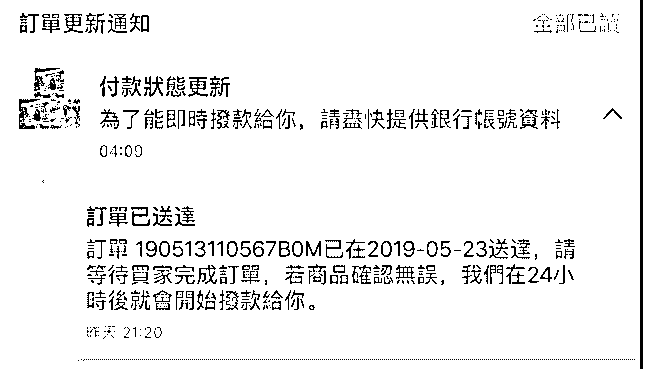 訂單更新通知
全部已讀
付款狀態更新
為了能即時撥款給你，請盡快提供銀行帳號資料
04:09
訂單已送達
訂單 190513110567B0M已在2019-05-23送達，請
等待買家完成訂單，若商品確認無誤，我們在24小
時後就會開始撥款給你。
昨天 21:20